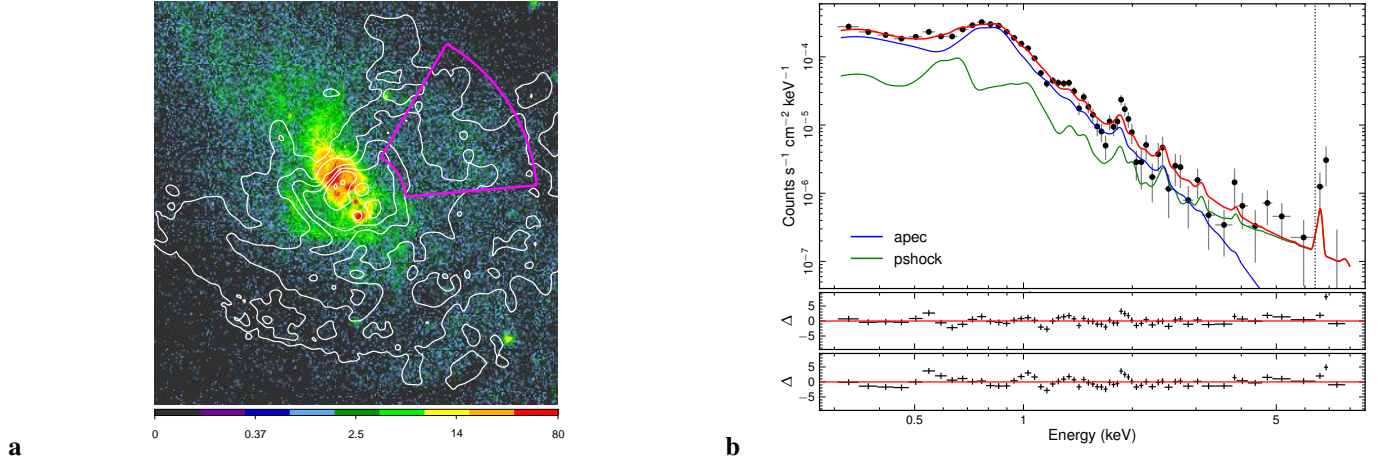 0 0.37 2.5 14 80
a
Counts s⁻¹ cm⁻² keV⁻¹
10⁻⁴
10⁻⁵
10⁻⁶
10⁻⁷
apec
pshock
Δ
5
0
−5
Δ
5
0
−5
0.5 1 2 5
Energy (keV)
b